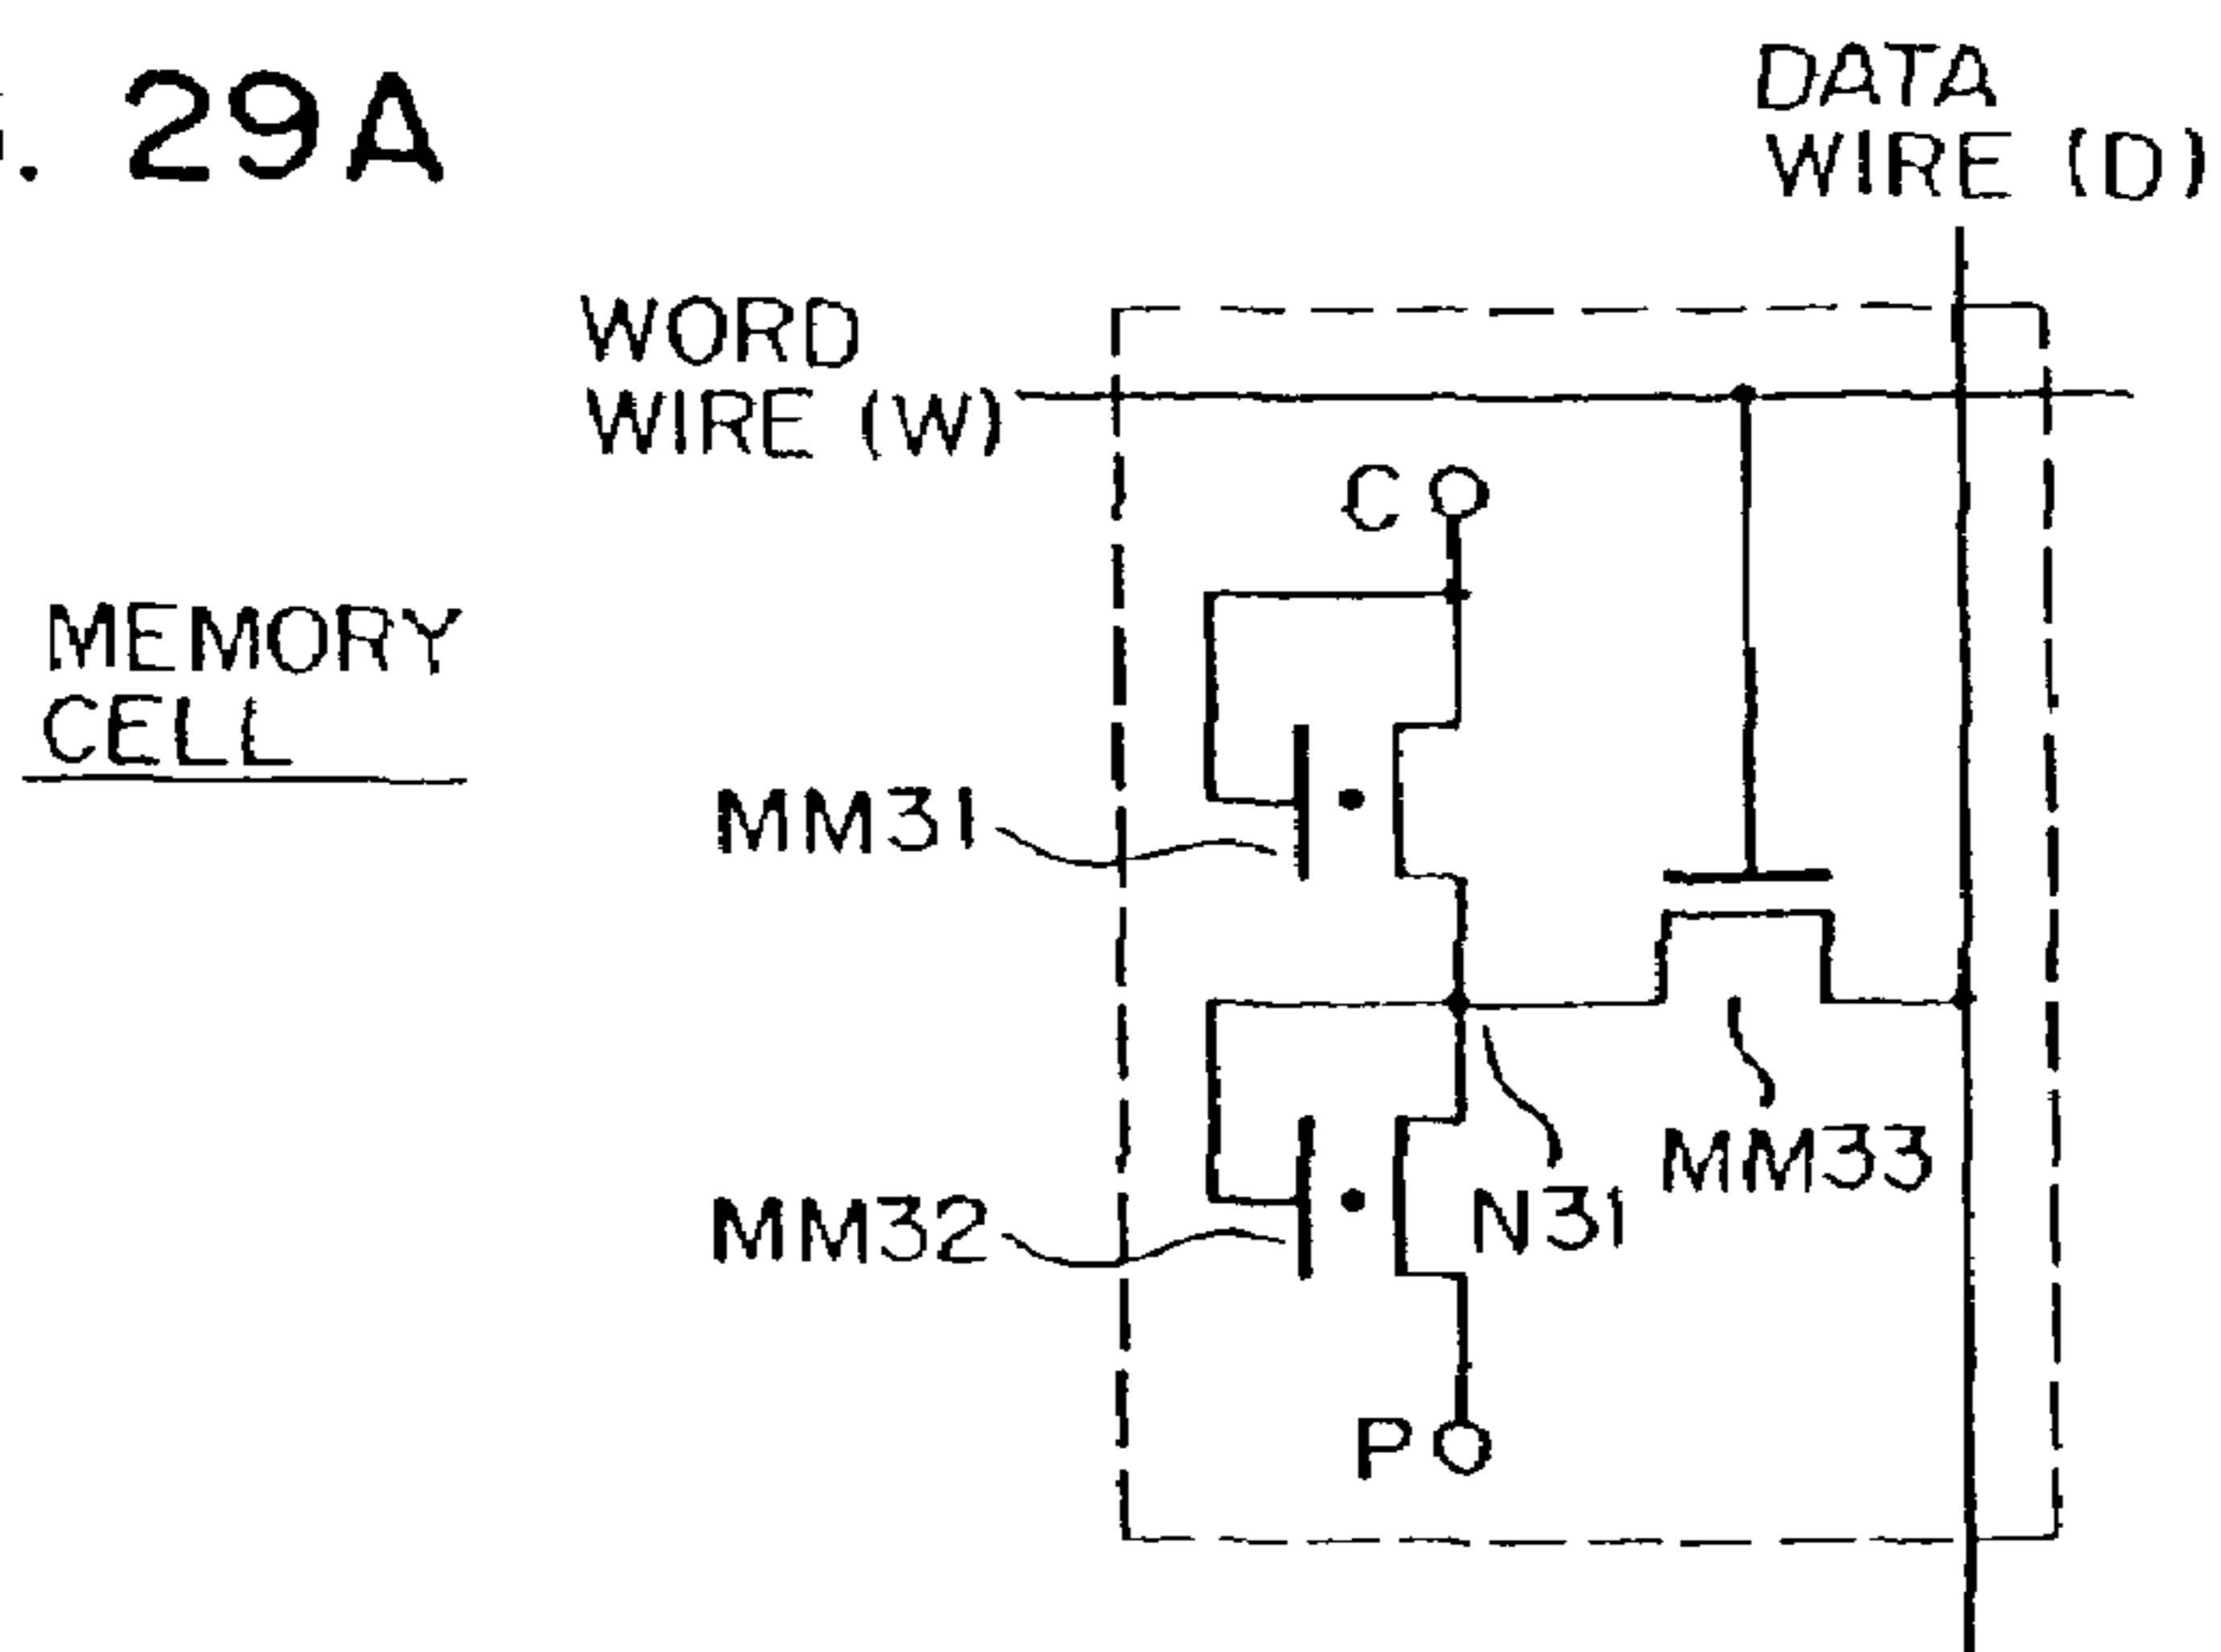 . 29A
DATA
WIRE (D)
WORD
WIRE (W)
C
MEMORY
CELL
MM31
MM33
MM32
N31
P